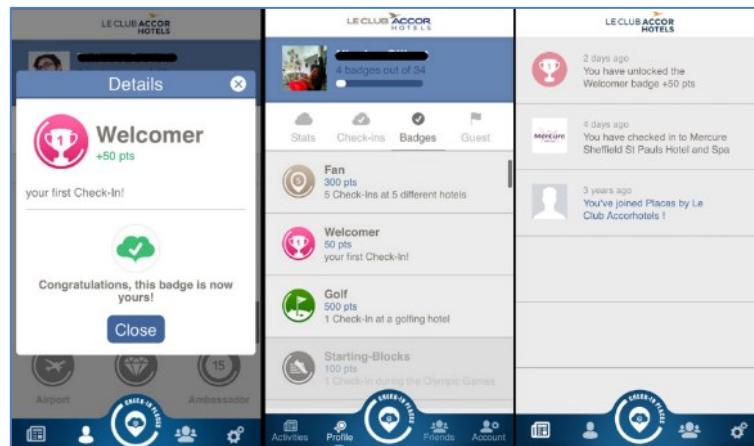 LE CLUB ACCOR
HOTELS
Details
Welcomer
+50 pts
your first Check-In!
Congratulations, this badge is now
yours!
Close
15
Airport
Ambassador
CHECK-IN PLACES
LE CLUB ACCOR
HOTELS
4 badges out of 34
Stats
Check-ins
Badges
Guest
Fan
300 pts
5 Check-Ins at 5 different hotels
Welcomer
50 pts
your first Check-In!
Golf
500 pts
1 Check-In at a golfing hotel
Starting-Blocks
100 pts
1 Check-In during the Olympic Games
CHECK-IN PLACES
Activities
Profile
Friends
Account
LE CLUB ACCOR
HOTELS
2 days ago
You have unlocked the
Welcomer badge +50 pts
Mercure
4 days ago
You have checked in to Mercure
Sheffield St Pauls Hotel and Spa
3 years ago
You've joined Places by Le
Club Accorhotels !
CHECK-IN PLACES